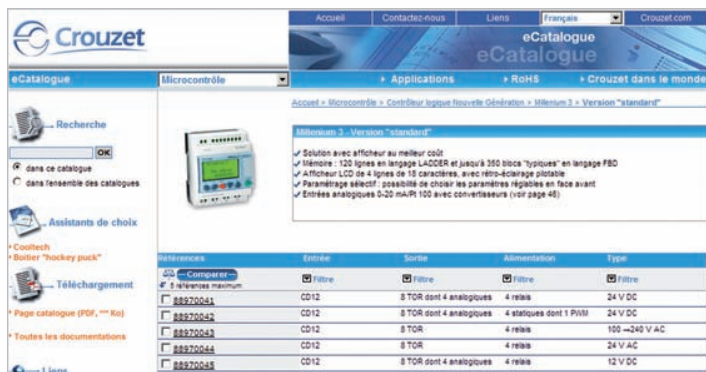 Accueil Contactez-nous Liens Français Crouzet.com
Crouzet
eCatalogue
eCatalogue
eCatalogue Microcontrôle Applications RoHS Crouzet dans le monde
Accueil > Microcontrôle > Contrôleur logique Nouvelle Génération > Millenium 3 > Version "standard"
Recherche
OK
dans ce catalogue
dans l'ensemble des catalogues
Millenium 3 - Version "standard"
Solution avec afficheur au meilleur coût
Mémoire : 120 lignes en langage LADDER et jusqu'à 350 blocs "typiques" en langage FBD
Afficheur LCD de 4 lignes de 18 caractères, avec rétro-éclairage pilotable
Paramétrage sélectif : possibilité de choisir les paramètres réglables en face avant
Entrées analogiques 0-20 mA/Pt 100 avec convertisseurs (voir page 46)
Assistants de choix
Cooltech
Boitier "hockey puck"
Téléchargement
Page catalogue (PDF, *** Ko)
Toutes les documentations
Liens
Références Entrée Sortie Alimentation Type
Comparer Filtre Filtre Filtre Filtre
5 références maximum
88970041 CD12 8 TOR dont 4 analogiques 4 relais 24 V DC
88970042 CD12 8 TOR dont 4 analogiques 4 statiques dont 1 PWM 24 V DC
88970043 CD12 8 TOR 4 relais 100 →240 V AC
88970044 CD12 8 TOR 4 relais 24 V AC
88970045 CD12 8 TOR dont 4 analogiques 4 relais 12 V DC